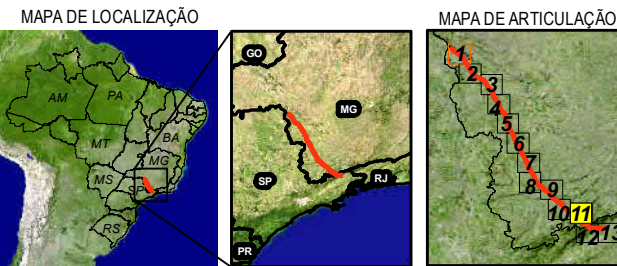 MAPA DE LOCALIZAÇÃO
AM
PA
MT
BA
MG
MS
SP
RS
GO
MG
SP
RJ
PR
MAPA DE ARTICULAÇÃO
1
2
3
4
5
6
7
8
9
10
11
12
13